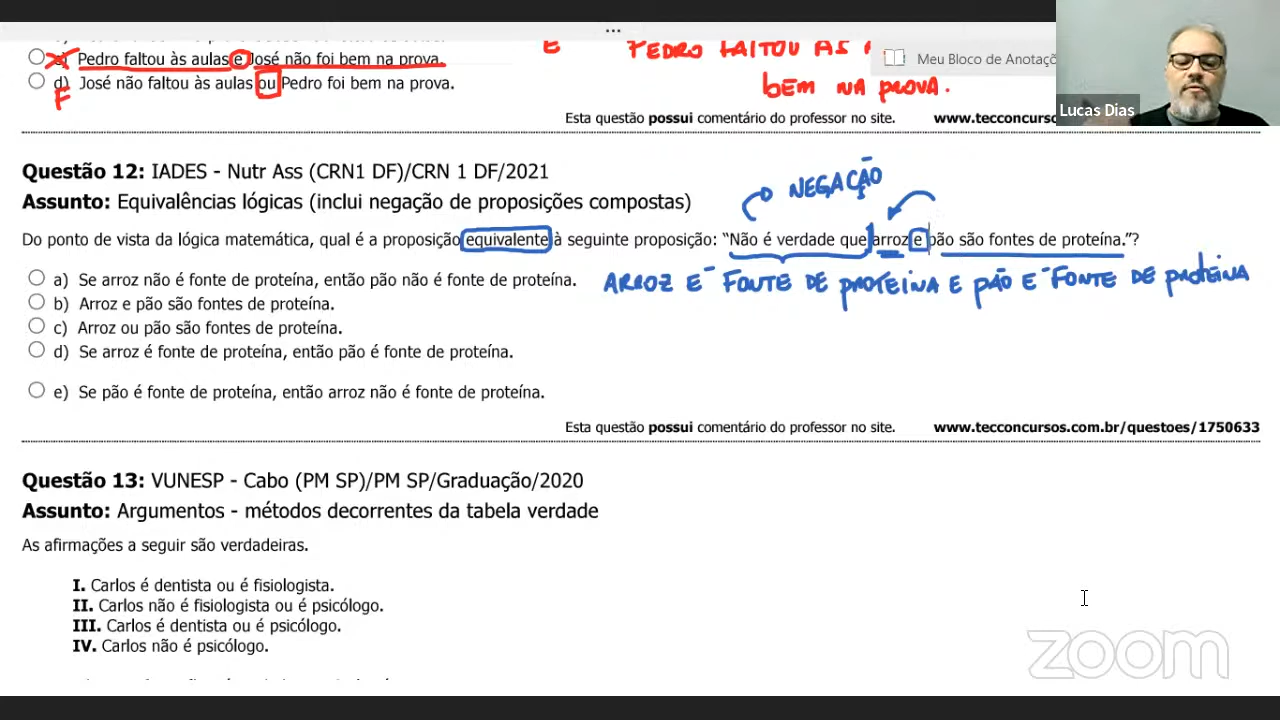 ...
c) Pedro faltou às aulas e José não foi bem na prova.
E PEDRO FALTOU AS
d) José não faltou às aulas ou Pedro foi bem na prova.
F
BEM NA PROVA.
Meu Bloco de Anotaçõ
Lucas Dias
Esta questão possui comentário do professor no site. www.tecconcursos.co
Questão 12: IADES - Nutr Ass (CRN1 DF)/CRN 1 DF/2021
NEGAÇÃO
Assunto: Equivalências lógicas (inclui negação de proposições compostas)
Do ponto de vista da lógica matemática, qual é a proposição equivalente à seguinte proposição: “Não é verdade que arroz e pão são fontes de proteína.”?
a) Se arroz não é fonte de proteína, então pão não é fonte de proteína.
ARROZ É FONTE DE PROTEINA E PÃO É FONTE DE PROTEINA
b) Arroz e pão são fontes de proteína.
c) Arroz ou pão são fontes de proteína.
d) Se arroz é fonte de proteína, então pão é fonte de proteína.
e) Se pão é fonte de proteína, então arroz não é fonte de proteína.
Esta questão possui comentário do professor no site. www.tecconcursos.com.br/questoes/1750633
Questão 13: VUNESP - Cabo (PM SP)/PM SP/Graduação/2020
Assunto: Argumentos - métodos decorrentes da tabela verdade
As afirmações a seguir são verdadeiras.
I. Carlos é dentista ou é fisiologista.
II. Carlos não é fisiologista ou é psicólogo.
III. Carlos é dentista ou é psicólogo.
IV. Carlos não é psicólogo.
zoom